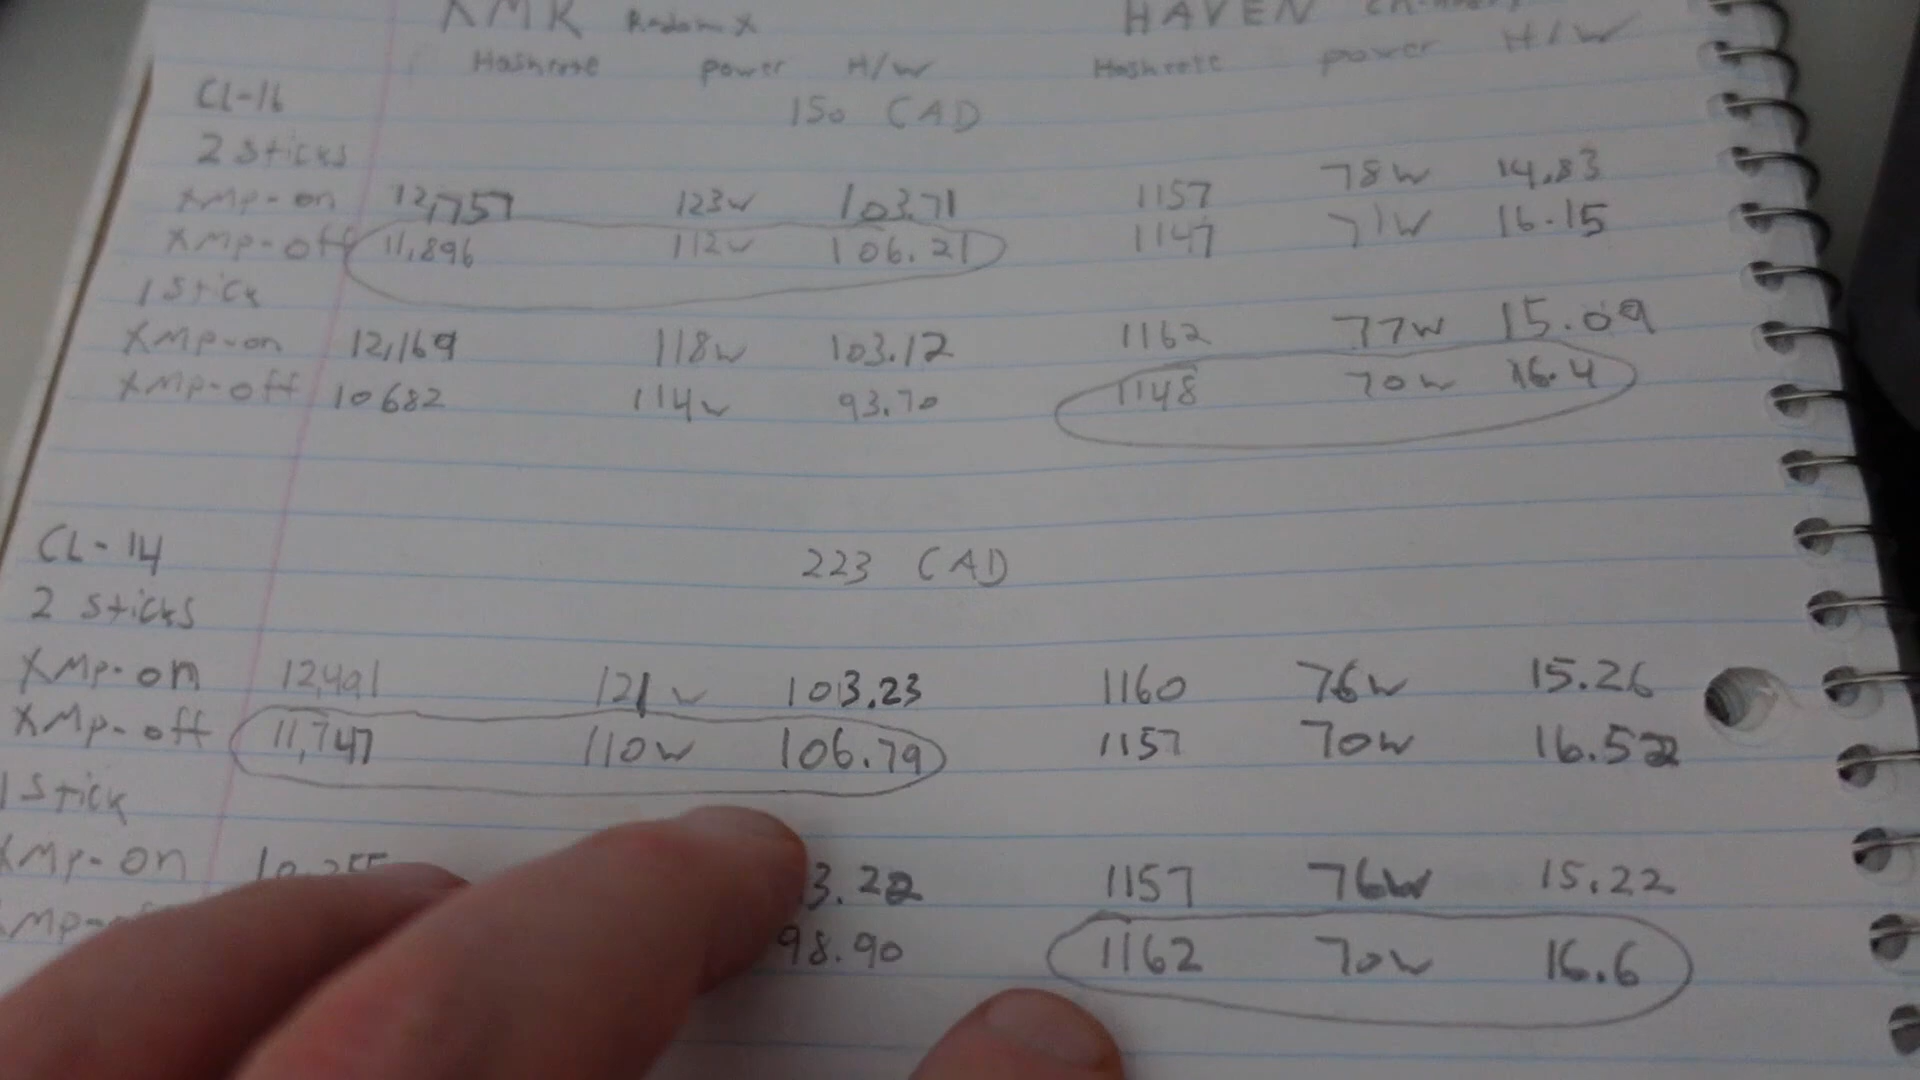 XMR RandomX HAVEN
Hashrate power H/W Hashrate power H/W
CL-16 150 CAD
2 Sticks
XMP-on 12,757 123w 103.71 1157 78w 14.83
XMP-off 11,896 112w 106.21 1147 71w 16.15
1 Stick
XMP-on 12,169 118w 103.12 1162 77w 15.09
XMP-off 10682 114w 93.70 1148 70w 16.4
CL-14 223 CAD
2 Sticks
XMP-on 12,491 121w 103.23 1160 76w 15.26
XMP-off 11,747 110w 106.79 1157 70w 16.52
1 Stick
XMP-on 3.22 1157 76w 15.22
98.90 1162 70w 16.6